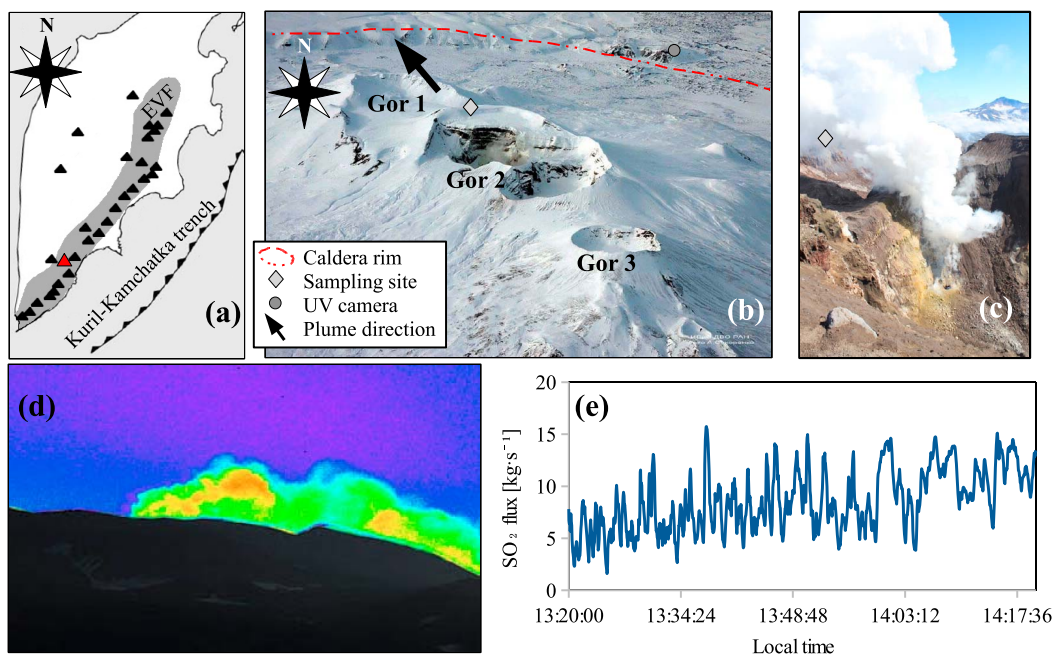 N
EVF
Kuril-Kamchatka trench
(a)
N
Gor 1
Gor 2
Gor 3
(b)
Caldera rim
Sampling site
UV camera
Plume direction
(c)
(d)
(e)
SO₂ flux [kg·s⁻¹]
20
15
10
5
0
13:20:00 13:34:24 13:48:48 14:03:12 14:17:36
Local time